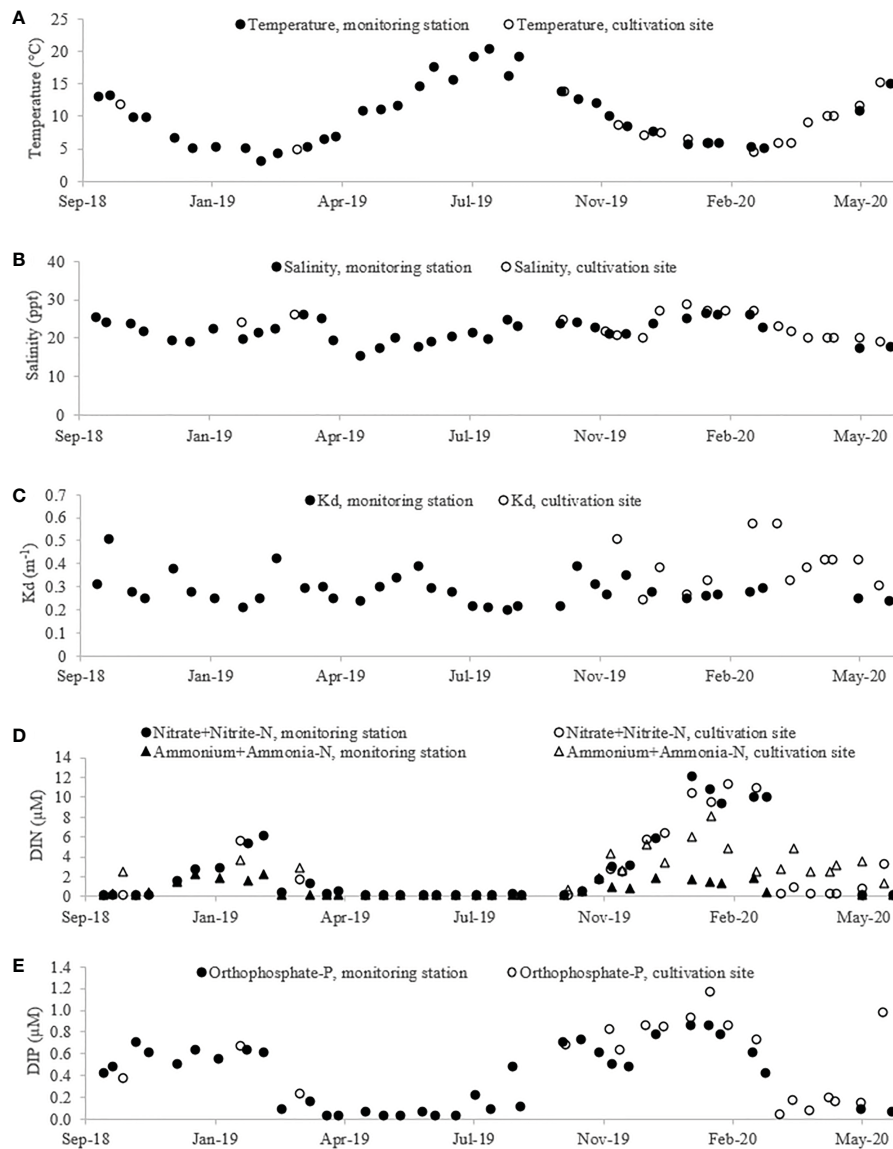 A
Temperature, monitoring station
Temperature, cultivation site
Temperature (°C)
25
20
15
10
5
0
Sep-18 Jan-19 Apr-19 Jul-19 Nov-19 Feb-20 May-20
B
Salinity, monitoring station
Salinity, cultivation site
Salinity (ppt)
40
30
20
10
0
Sep-18 Jan-19 Apr-19 Jul-19 Nov-19 Feb-20 May-20
C
Kd, monitoring station
Kd, cultivation site
Kd (m-1)
0.7
0.6
0.5
0.4
0.3
0.2
0.1
0
Sep-18 Jan-19 Apr-19 Jul-19 Nov-19 Feb-20 May-20
D
Nitrate+Nitrite-N, monitoring station
Nitrate+Nitrite-N, cultivation site
Ammonium+Ammonia-N, monitoring station
Ammonium+Ammonia-N, cultivation site
DIN (µM)
14
12
10
8
6
4
2
0
Sep-18 Jan-19 Apr-19 Jul-19 Nov-19 Feb-20 May-20
E
Orthophosphate-P, monitoring station
Orthophosphate-P, cultivation site
DIP (µM)
1.4
1.2
1.0
0.8
0.6
0.4
0.2
0.0
Sep-18 Jan-19 Apr-19 Jul-19 Nov-19 Feb-20 May-20